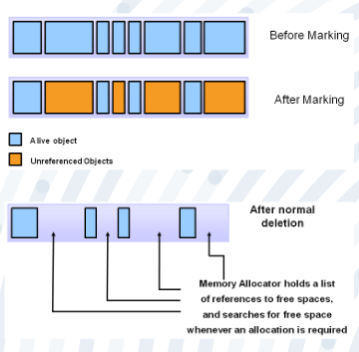 Before Marking
After Marking
Alive object
Unreferenced Objects
After normal
deletion
Memory Allocator holds a list
of references to free spaces,
and searches for free space
whenever an allocation is required